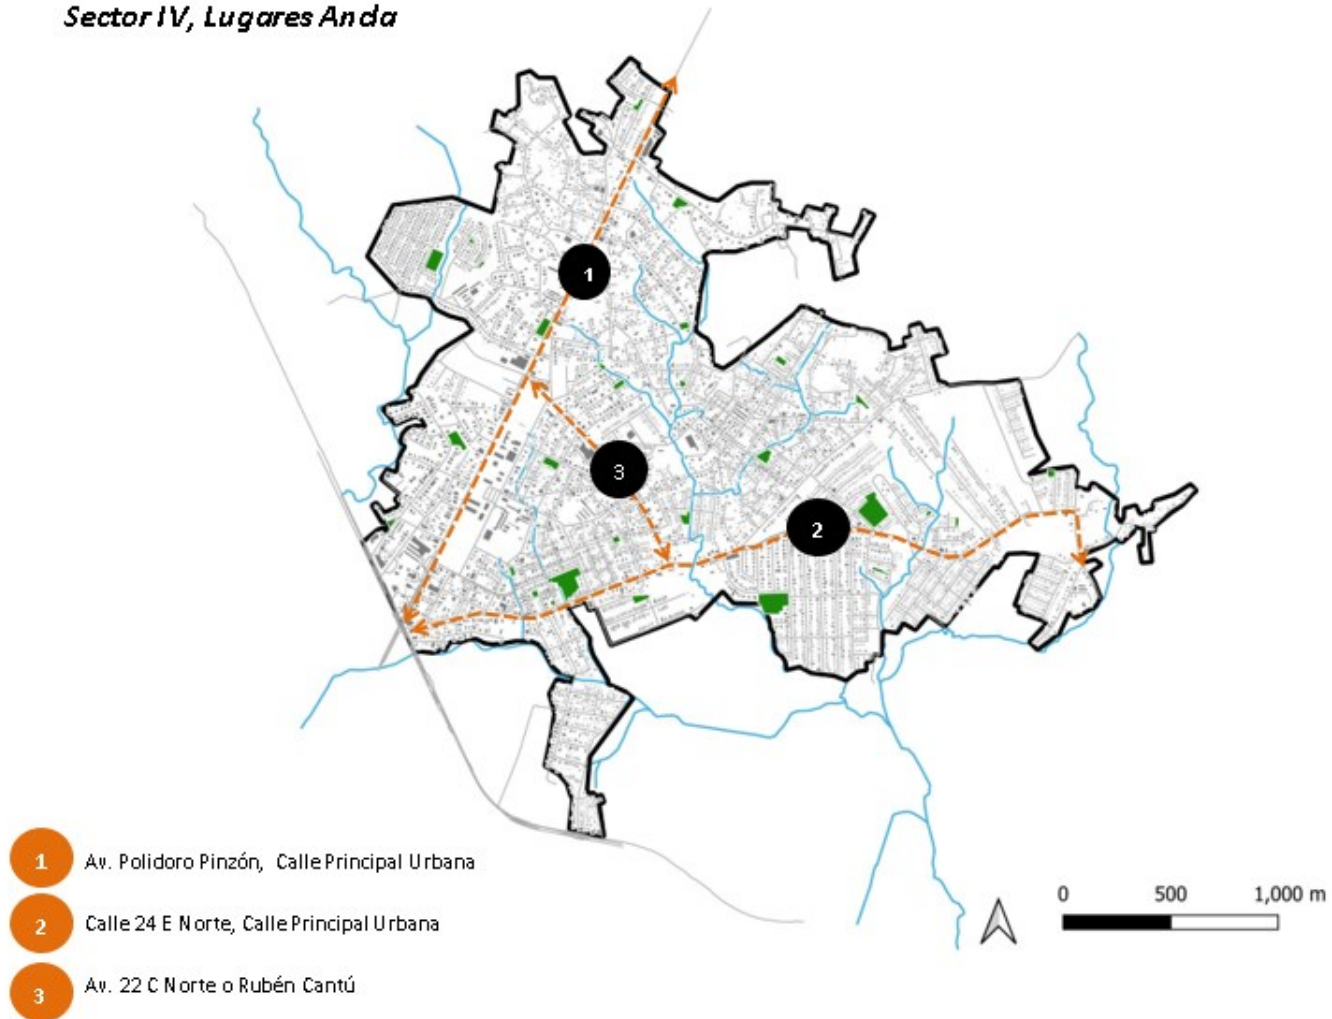 Sector IV, Lugares Ancla
1
3
2
1 Av. Polidoro Pinzón, Calle Principal Urbana
2 Calle 24 E Norte, Calle Principal Urbana
3 Av. 22 C Norte o Rubén Cantú
0 500 1,000 m